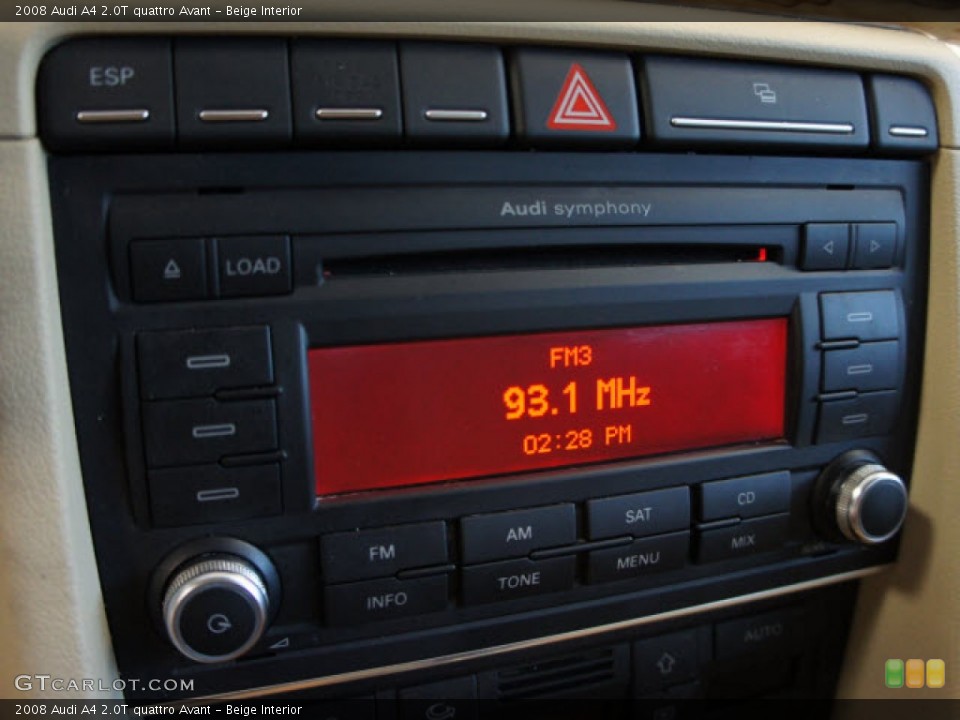 2008 Audi A4 2.0T quattro Avant - Beige Interior
ESP
Audi symphony
LOAD
FM3
93.1 MHz
02:28 PM
FM AM SAT CD
INFO TONE MENU MIX
AUTO
GTCARLOT.COM
2008 Audi A4 2.0T quattro Avant - Beige Interior